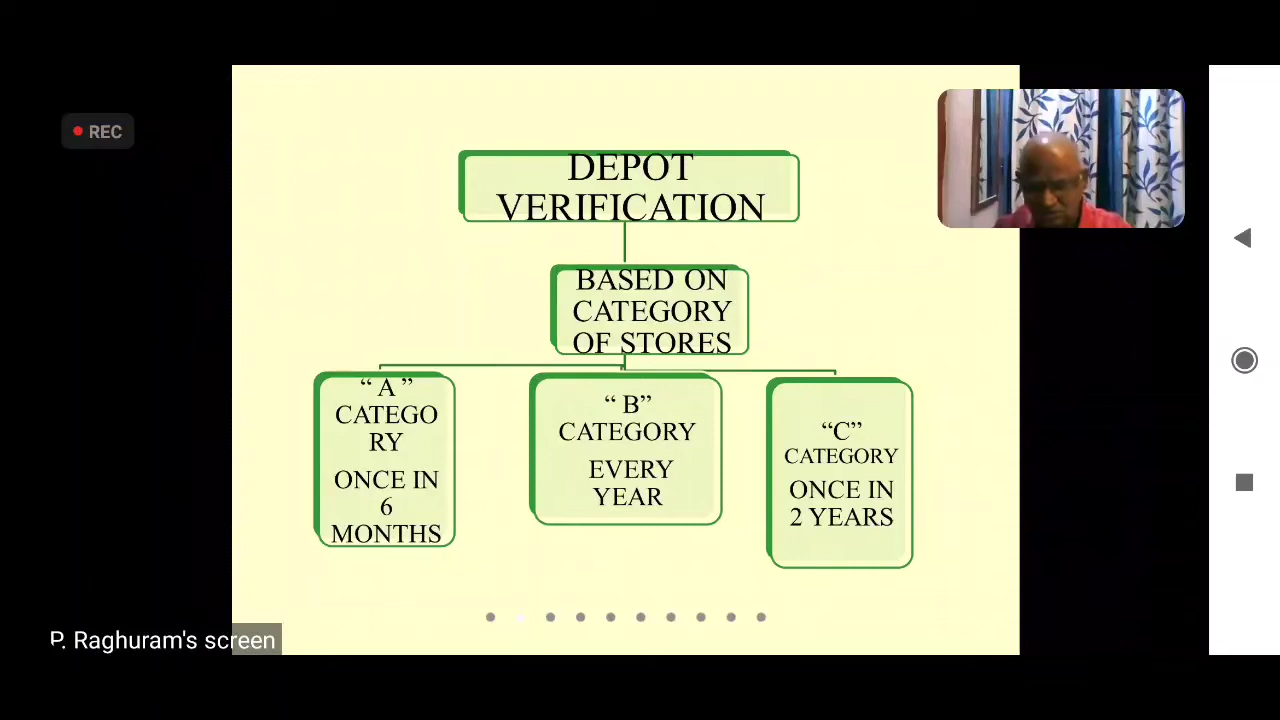 REC
DEPOT
VERIFICATION
BASED ON
CATEGORY
OF STORES
“ A ”
CATEGO
RY
ONCE IN
6
MONTHS
“ B”
CATEGORY
EVERY
YEAR
“C”
CATEGORY
ONCE IN
2 YEARS
P. Raghuram's screen